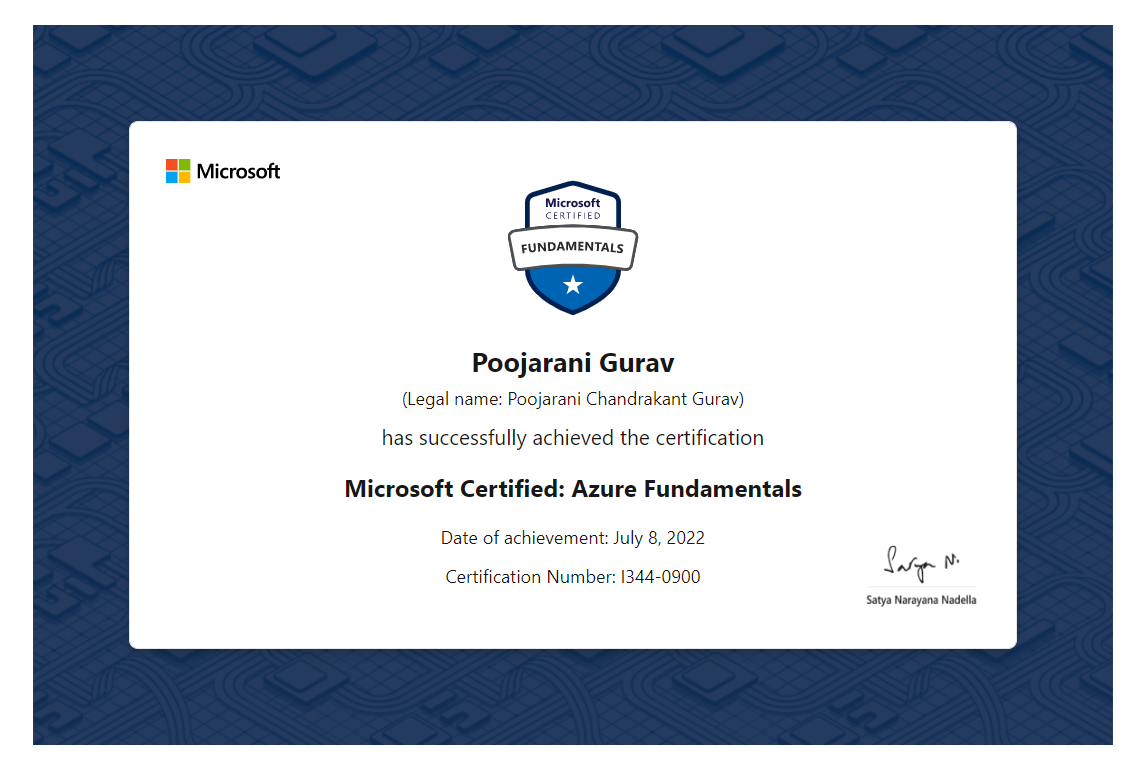 Microsoft
Microsoft
CERTIFIED
FUNDAMENTALS
Poojarani Gurav
(Legal name: Poojarani Chandrakant Gurav)
has successfully achieved the certification
Microsoft Certified: Azure Fundamentals
Date of achievement: July 8, 2022
Certification Number: I344-0900
Satya N.
Satya Narayana Nadella